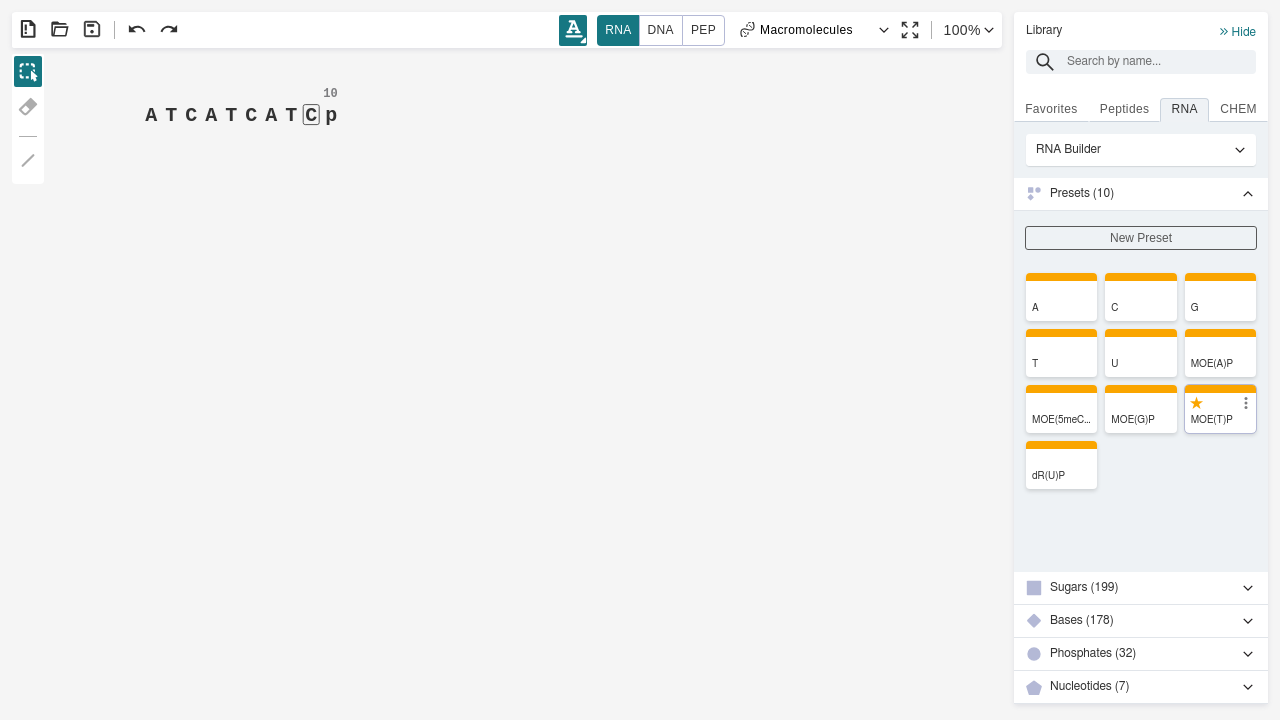 A RNA DNA PEP Macromolecules 100%
10
A T C A T C A T C p
Library
Hide
Search by name...
Favorites Peptides RNA CHEM
RNA Builder
Presets (10)
New Preset
A C G
T U MOE(A)P
MOE(5meC... MOE(G)P MOE(T)P
dR(U)P
Sugars (199)
Bases (178)
Phosphates (32)
Nucleotides (7)